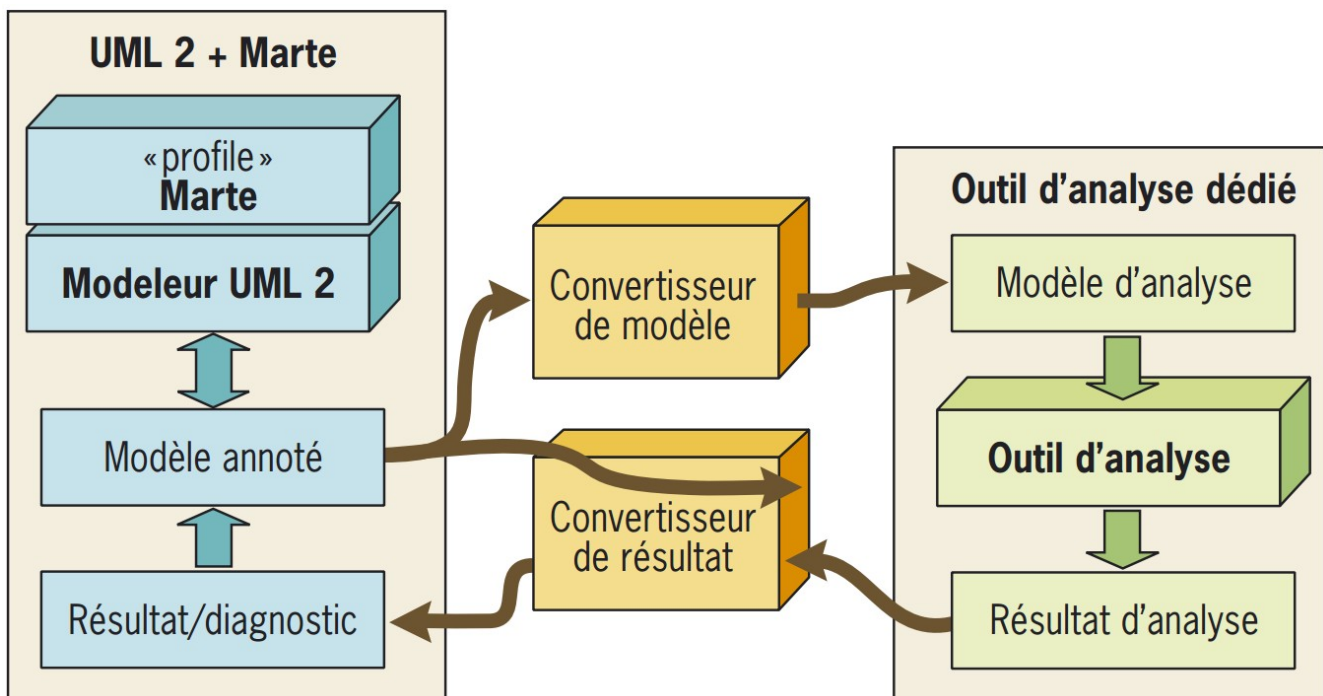 UML 2 + Marte
« profile »
Marte
Modeleur UML 2
Modèle annoté
Résultat/diagnostic
Convertisseur
de modèle
Convertisseur
de résultat
Outil d'analyse dédié
Modèle d'analyse
Outil d'analyse
Résultat d'analyse